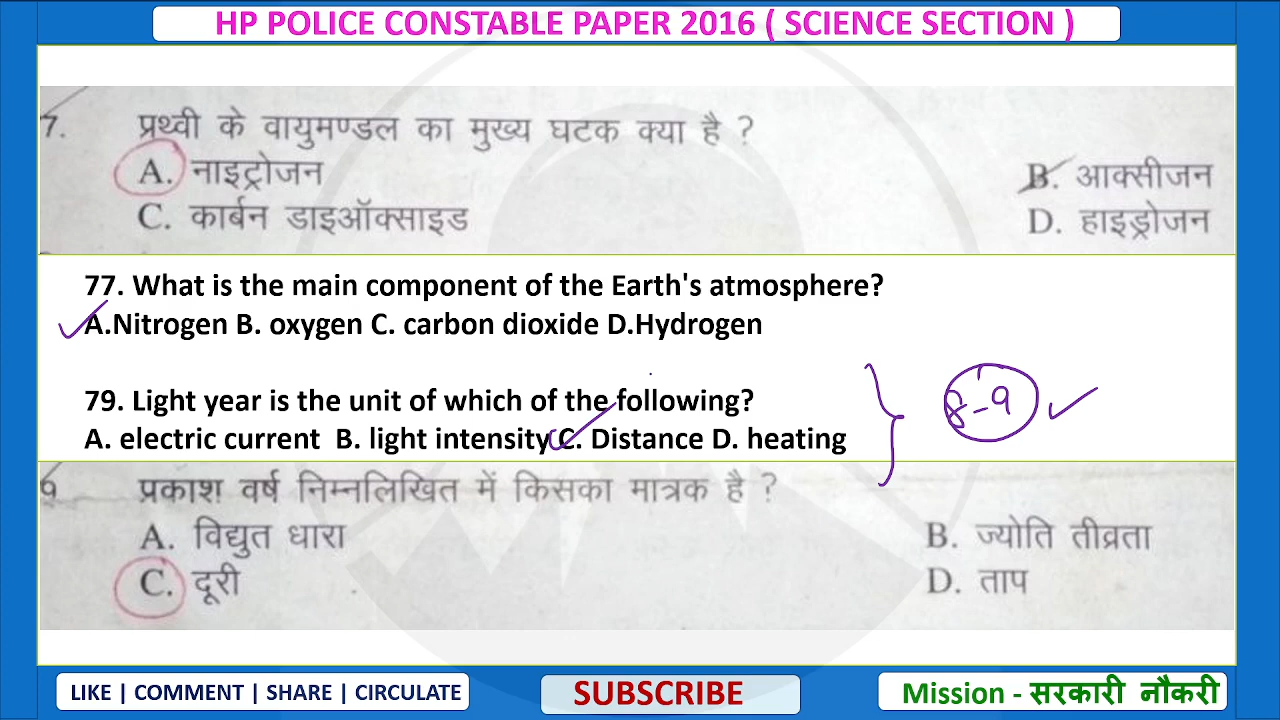 HP POLICE CONSTABLE PAPER 2016 ( SCIENCE SECTION )
7. प्रथ्वी के वायुमण्डल का मुख्य घटक क्या है ?
A. नाइट्रोजन B. आक्सीजन
C. कार्बन डाइऑक्साइड D. हाइड्रोजन
77. What is the main component of the Earth's atmosphere?
A.Nitrogen B. oxygen C. carbon dioxide D.Hydrogen
79. Light year is the unit of which of the following?
8-9
A. electric current B. light intensity C. Distance D. heating
9 प्रकाश वर्ष निम्नलिखित में किसका मात्रक है ?
A. विद्युत धारा B. ज्योति तीव्रता
C. दूरी D. ताप
LIKE | COMMENT | SHARE | CIRCULATE SUBSCRIBE Mission - सरकारी नौकरी